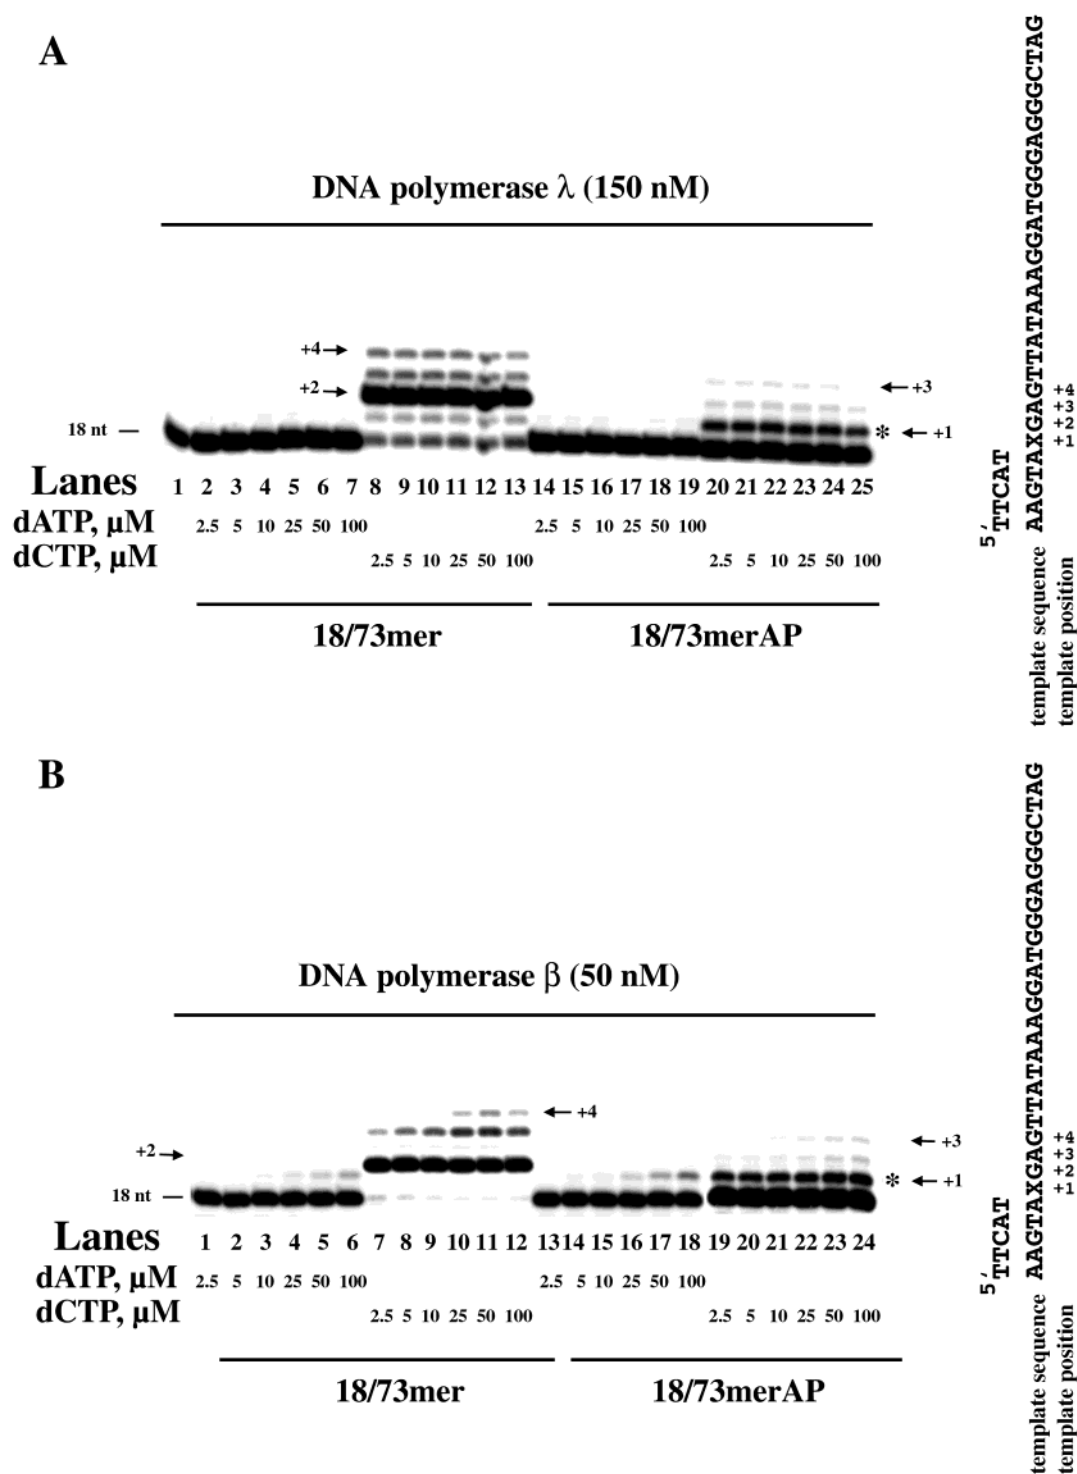 A
DNA polymerase λ (150 nM)
+4
+2
18 nt
+3
* +1
Lanes 1 2 3 4 5 6 7 8 9 10 11 12 13 14 15 16 17 18 19 20 21 22 23 24 25
dATP, μM 2.5 5 10 25 50 100 2.5 5 10 25 50 100
dCTP, μM 2.5 5 10 25 50 100 2.5 5 10 25 50 100
18/73mer 18/73merAP
5′TTCAT
template sequence AAGTAXGAGTTATAAAGGATGGGAGGGCTAG
template position +1 +2 +3 +4
B
DNA polymerase β (50 nM)
+4
+2
18 nt
+3
* +1
Lanes 1 2 3 4 5 6 7 8 9 10 11 12 13 14 15 16 17 18 19 20 21 22 23 24
dATP, μM 2.5 5 10 25 50 100 2.5 5 10 25 50 100
dCTP, μM 2.5 5 10 25 50 100 2.5 5 10 25 50 100
18/73mer 18/73merAP
5′TTCAT
template sequence AAGTAXGAGTTATAAAGGATGGGAGGGCTAG
template position +1 +2 +3 +4